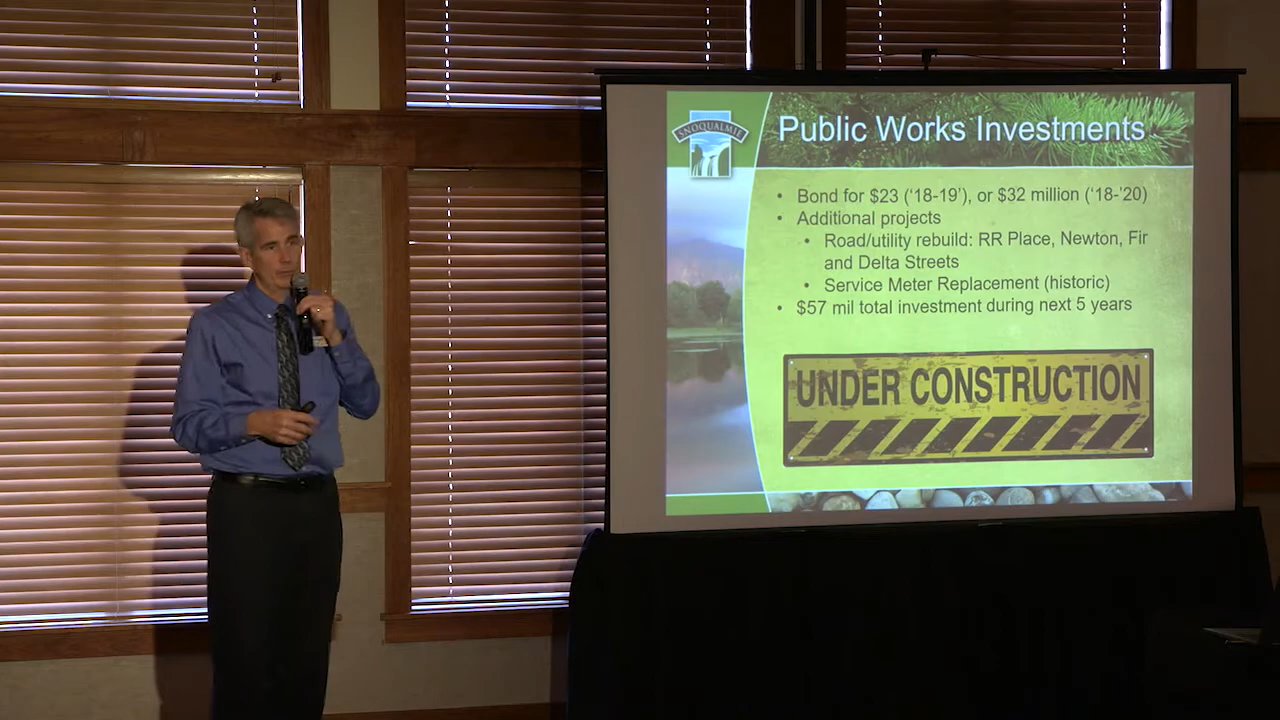 SNOQUALMIE
Public Works Investments
• Bond for $23 (‘18-19’), or $32 million (‘18-’20)
• Additional projects
• Road/utility rebuild: RR Place, Newton, Fir
and Delta Streets
• Service Meter Replacement (historic)
• $57 mil total investment during next 5 years
UNDER CONSTRUCTION